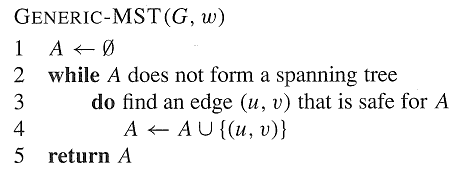 GENERIC-MST(G, w)
1 A ← Ø
2 while A does not form a spanning tree
3 do find an edge (u, v) that is safe for A
4 A ← A ∪ {(u, v)}
5 return A